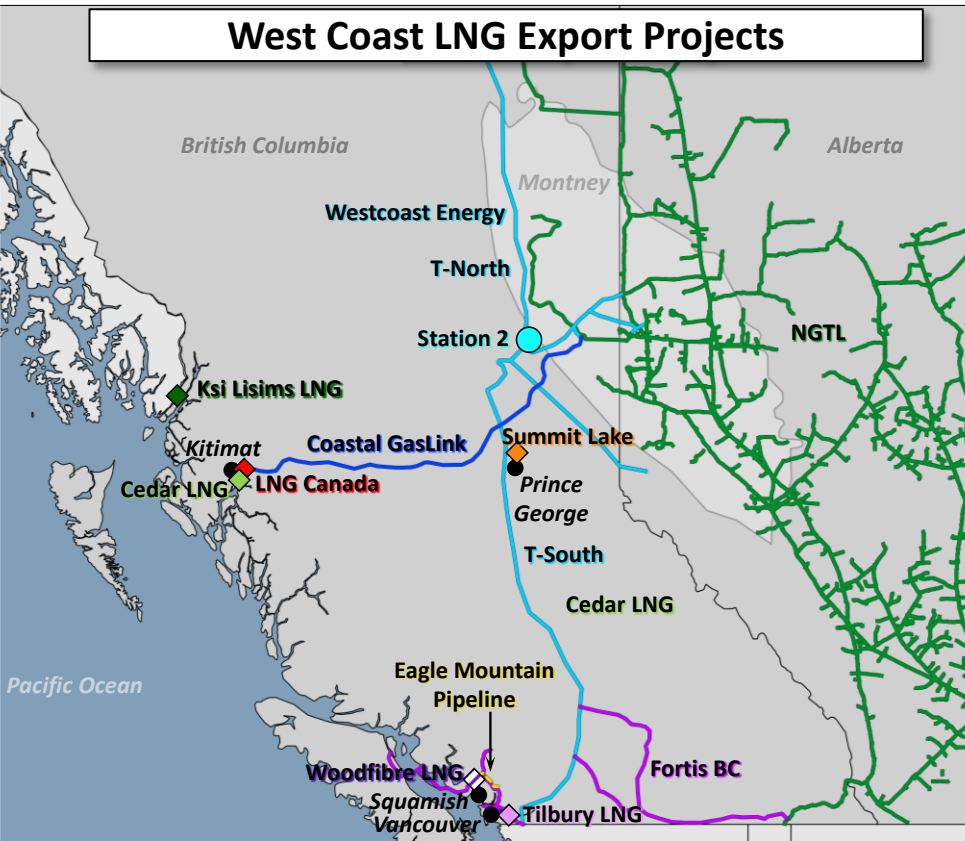 West Coast LNG Export Projects
British Columbia
Alberta
Montney
Westcoast Energy
T-North
Station 2
NGTL
Ksi Lisims LNG
Kitimat
Coastal GasLink
Summit Lake
Cedar LNG
LNG Canada
Prince
George
T-South
Cedar LNG
Pacific Ocean
Eagle Mountain
Pipeline
Woodfibre LNG
Fortis BC
Squamish
Vancouver
Tilbury LNG